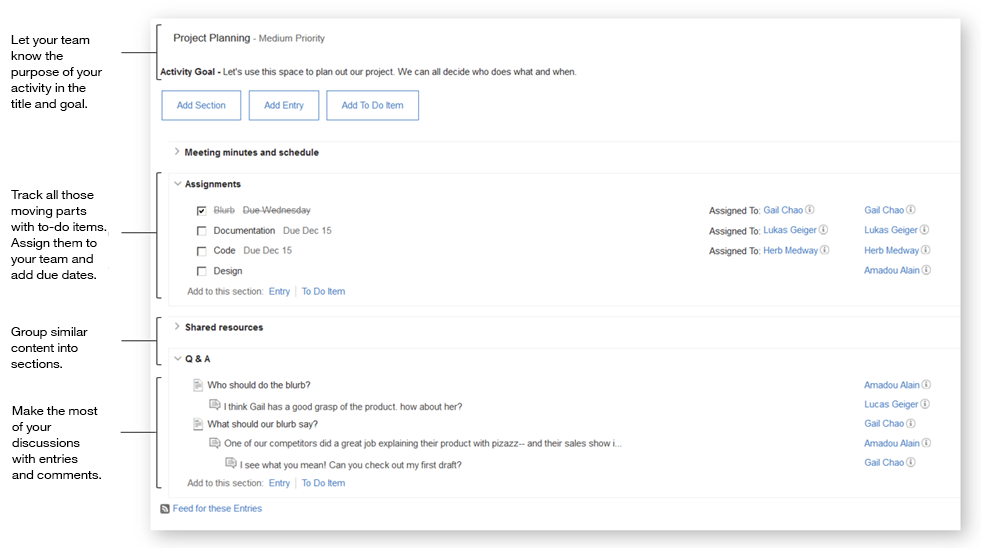 Let your team
know the
purpose of your
activity in the
title and goal.
Project Planning - Medium Priority
Activity Goal - Let's use this space to plan out our project. We can all decide who does what and when.
Add Section Add Entry Add To Do Item
Meeting minutes and schedule
Track all those
moving parts
with to-do items.
Assign them to
your team and
add due dates.
Assignments
Blurb Due Wednesday Assigned To: Gail Chao Gail Chao
Documentation Due Dec 15 Assigned To: Lukas Geiger Lukas Geiger
Code Due Dec 15 Assigned To: Herb Medway Herb Medway
Design Amadou Alain
Add to this section: Entry | To Do Item
Group similar
content into
sections.
Shared resources
Q & A
Make the most
of your
discussions
with entries
and comments.
Who should do the blurb? Amadou Alain
I think Gail has a good grasp of the product. how about her? Lucas Geiger
What should our blurb say? Gail Chao
One of our competitors did a great job explaining their product with pizazz-- and their sales show i... Amadou Alain
I see what you mean! Can you check out my first draft? Gail Chao
Add to this section: Entry | To Do Item
Feed for these Entries